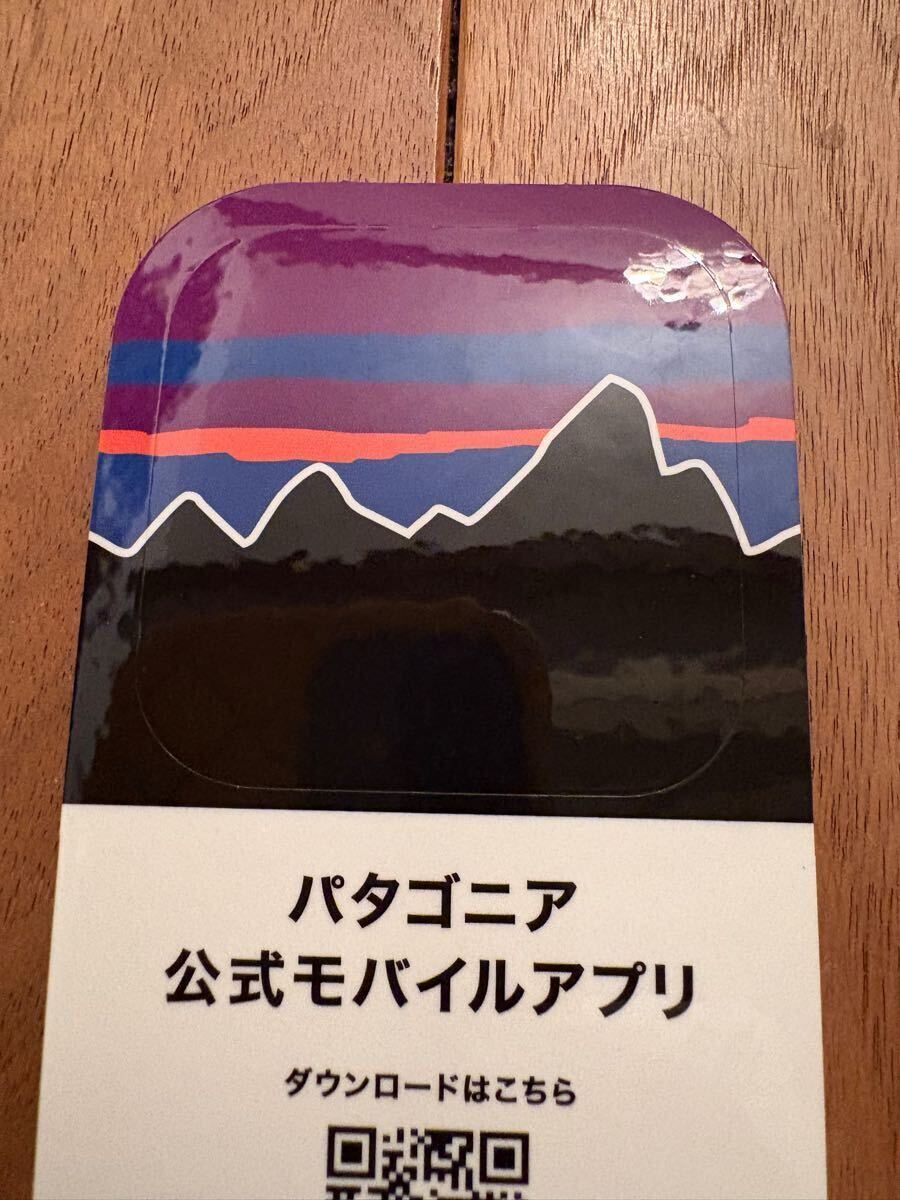 パタゴニア
公式モバイルアプリ
ダウンロードはこちら